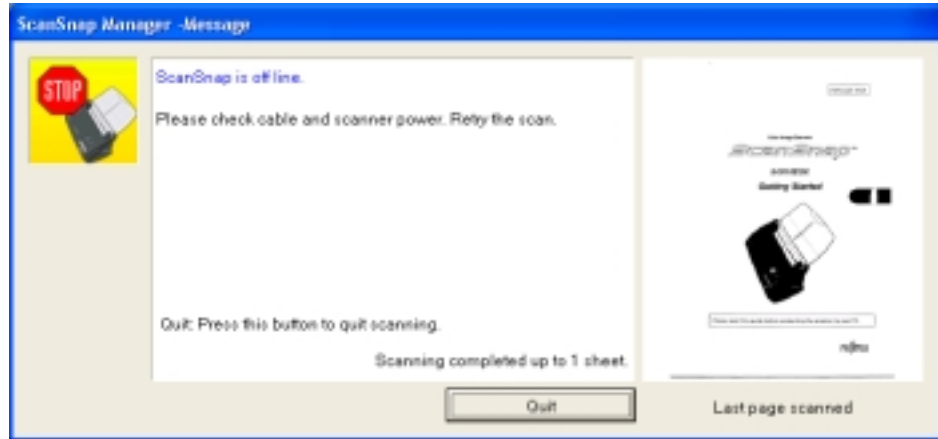 ScanSnap Manager -Message
STOP
ScanSnap is off line.
Please check cable and scanner power. Retry the scan.
Quit: Press this button to quit scanning.
Scanning completed up to 1 sheet.
Quit
ScanSnap
Getting Started
FUJITSU
Last page scanned